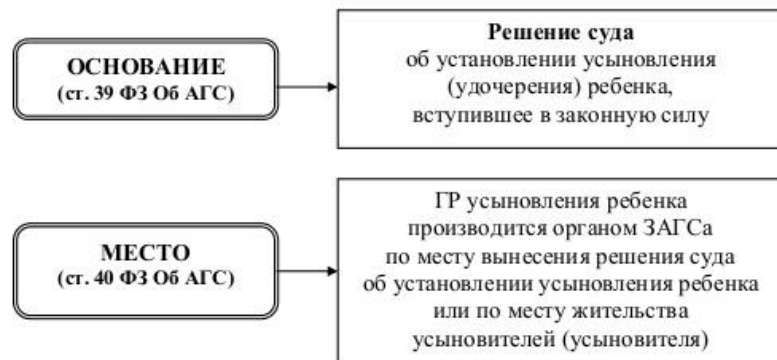 ОСНОВАНИЕ
(ст. 39 ФЗ Об АГС)
Решение суда
об установлении усыновления
(удочерения) ребенка,
вступившее в законную силу
МЕСТО
(ст. 40 ФЗ Об АГС)
ГР усыновления ребенка
производится органом ЗАГСа
по месту вынесения решения суда
об установлении усыновления ребенка
или по месту жительства
усыновителей (усыновителя)